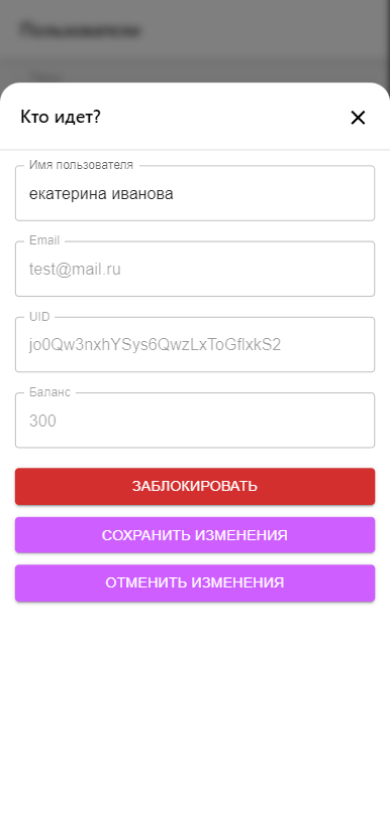 Пользователи
Кто идет?
Имя пользователя
екатерина иванова
Email
test@mail.ru
UID
jo0Qw3nxhYSys6QwzLxToGflxkS2
Баланс
300
ЗАБЛОКИРОВАТЬ
СОХРАНИТЬ ИЗМЕНЕНИЯ
ОТМЕНИТЬ ИЗМЕНЕНИЯ